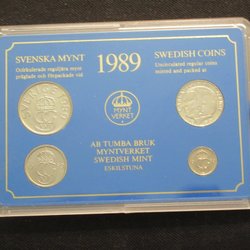 SVENSKA MYNT
Ocirkulerade reguljära mynt
präglade och förpackade vid
1989
SWEDISH COINS
Uncirculated regular coins
minted and packed at
MYNT
VERKET
AB TUMBA BRUK
MYNTVERKET
SWEDISH MINT
ESKILSTUNA